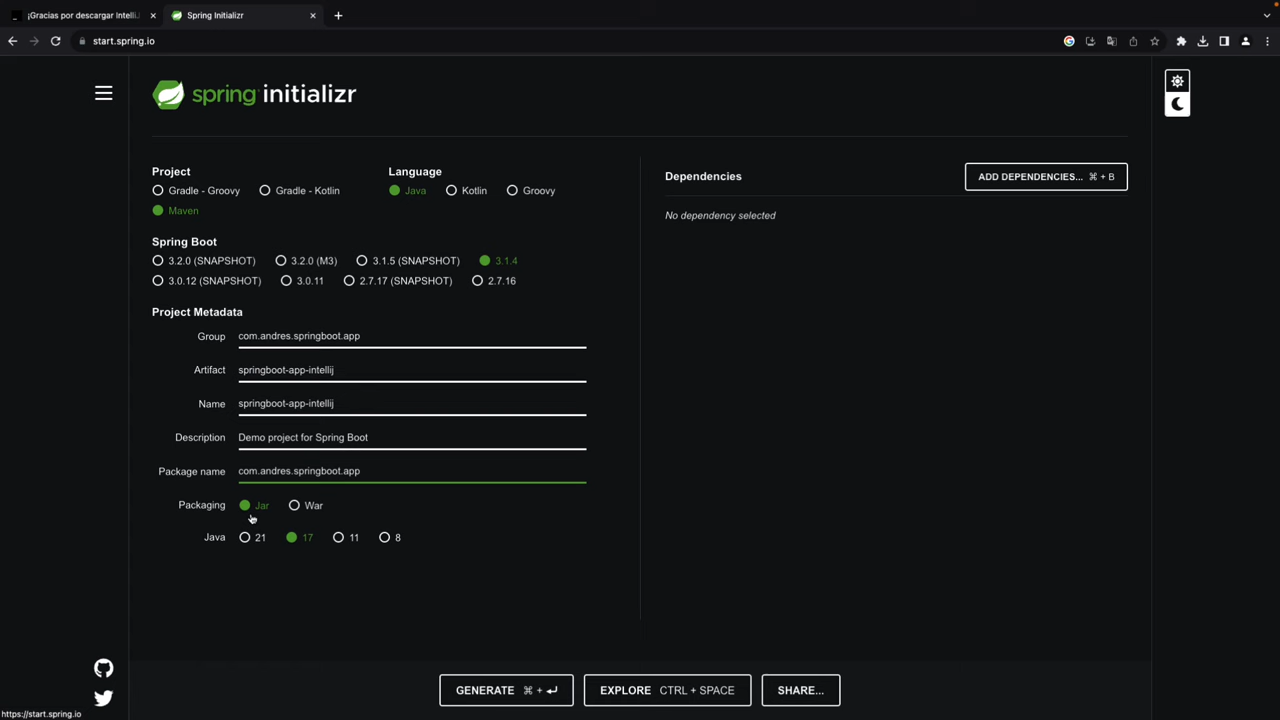 ¡Gracias por descargar IntelliJ
Spring Initializr
start.spring.io
spring initializr
Project
Gradle - Groovy
Gradle - Kotlin
Maven
Language
Java
Kotlin
Groovy
Spring Boot
3.2.0 (SNAPSHOT)
3.2.0 (M3)
3.1.5 (SNAPSHOT)
3.1.4
3.0.12 (SNAPSHOT)
3.0.11
2.7.17 (SNAPSHOT)
2.7.16
Project Metadata
Group com.andres.springboot.app
Artifact springboot-app-intellij
Name springboot-app-intellij
Description Demo project for Spring Boot
Package name com.andres.springboot.app
Packaging Jar War
Java 21 17 11 8
Dependencies
ADD DEPENDENCIES... ⌘ + B
No dependency selected
GENERATE ⌘ + ↵
EXPLORE CTRL + SPACE
SHARE...
https://start.spring.io